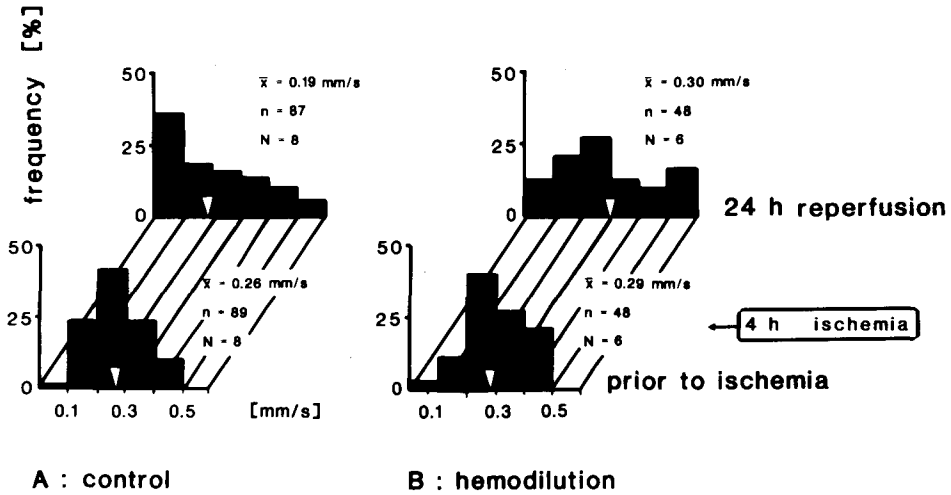 frequency [%]
50
25
0
x̄ - 0.19 mm/s
n - 87
N - 8
50
25
0
x̄ - 0.30 mm/s
n - 48
N - 6
24 h reperfusion
50
25
0
x̄ - 0.26 mm/s
n - 89
N - 8
0.1 0.3 0.5 [mm/s]
50
25
0
x̄ - 0.29 mm/s
n - 48
N - 6
0.1 0.3 0.5
4 h ischemia
prior to ischemia
A : control
B : hemodilution